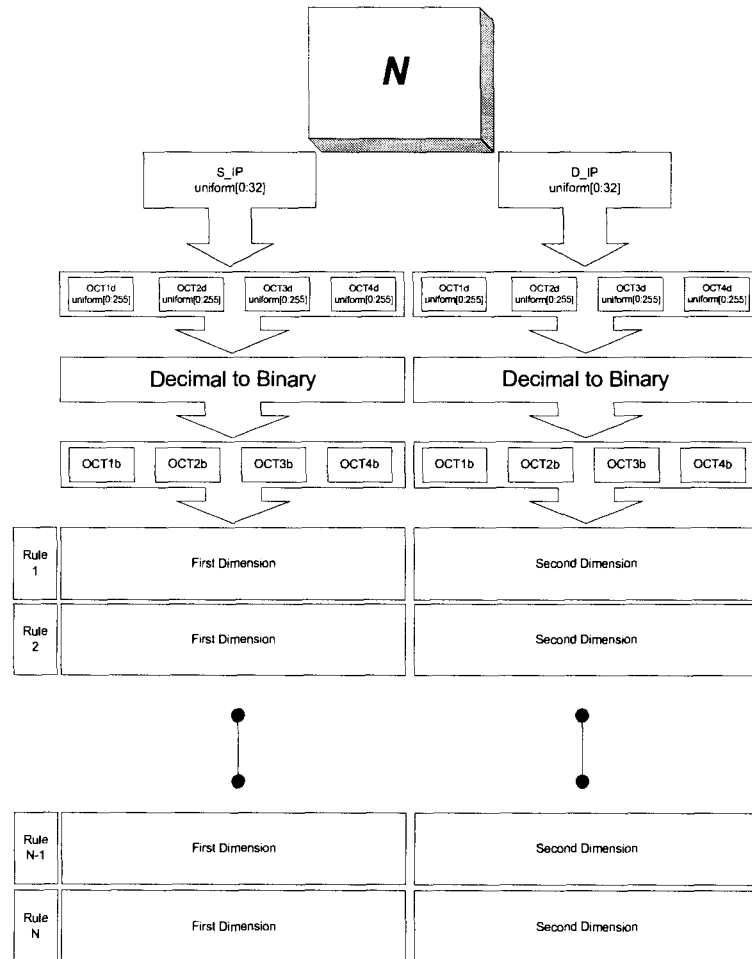 N
S_IP
uniform[0:32]
D_IP
uniform[0:32]
OCT1d
uniform[0:255]
OCT2d
uniform[0:255]
OCT3d
uniform[0:255]
OCT4d
uniform[0:255]
OCT1d
uniform[0:255]
OCT2d
uniform[0:255]
OCT3d
uniform[0:255]
OCT4d
uniform[0:255]
Decimal to Binary
Decimal to Binary
OCT1b
OCT2b
OCT3b
OCT4b
OCT1b
OCT2b
OCT3b
OCT4b
Rule
1
First Dimension
Second Dimension
Rule
2
First Dimension
Second Dimension
Rule
N-1
First Dimension
Second Dimension
Rule
N
First Dimension
Second Dimension